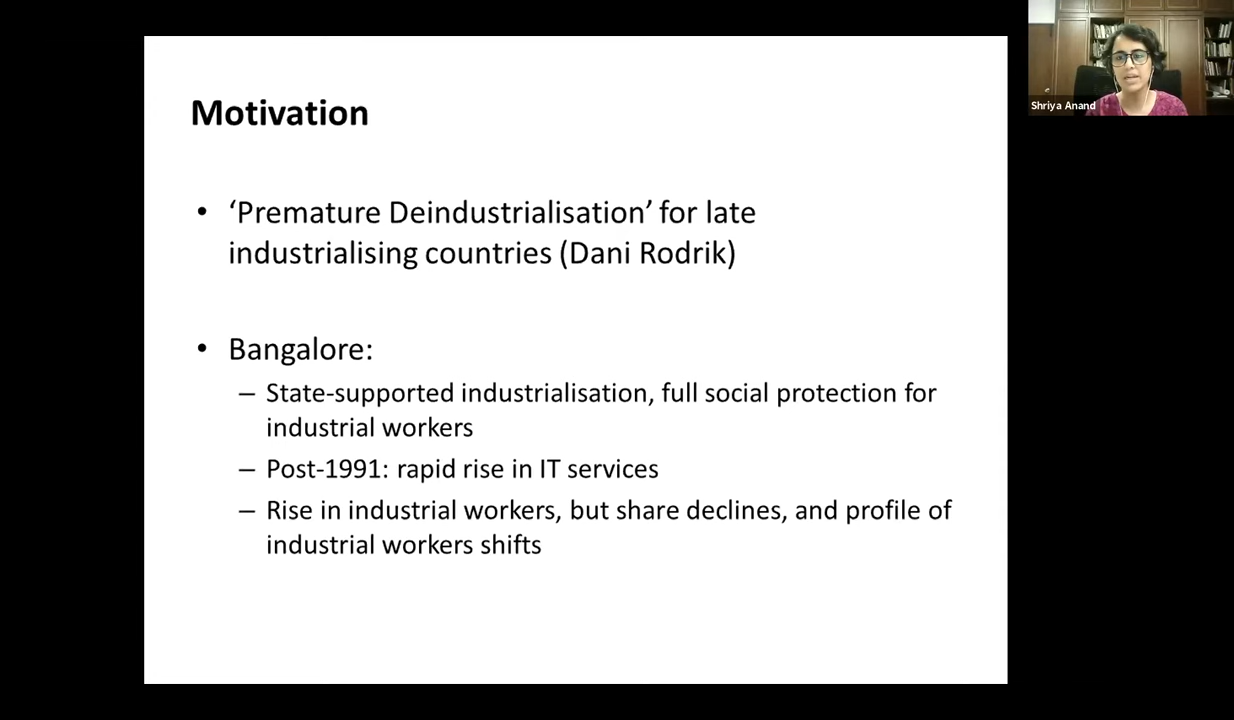 Motivation
• ‘Premature Deindustrialisation’ for late
industrialising countries (Dani Rodrik)
• Bangalore:
– State-supported industrialisation, full social protection for
industrial workers
– Post-1991: rapid rise in IT services
– Rise in industrial workers, but share declines, and profile of
industrial workers shifts
Shriya Anand